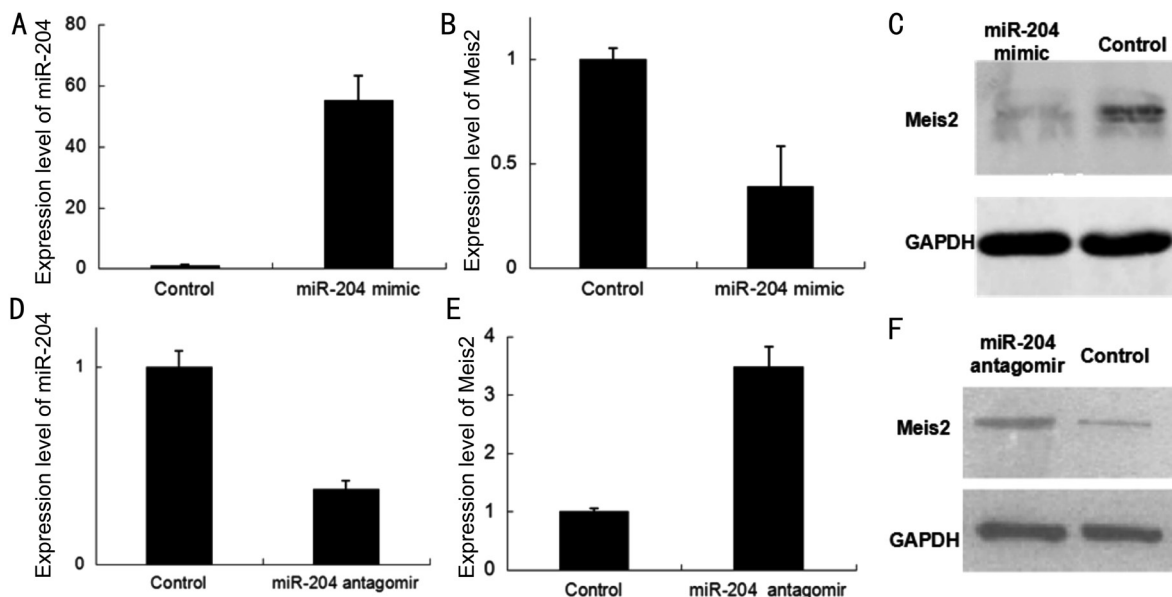 A
Expression level of miR-204
80
60
40
20
0
Control
miR-204 mimic
B
Expression level of Meis2
1
0.5
0
Control
miR-204 mimic
C
miR-204
mimic
Control
Meis2
GAPDH
D
Expression level of miR-204
1
0
Control
miR-204 antagomir
E
Expression level of Meis2
4
3
2
1
0
Control
miR-204 antagomir
F
miR-204
antagomir
Control
Meis2
GAPDH